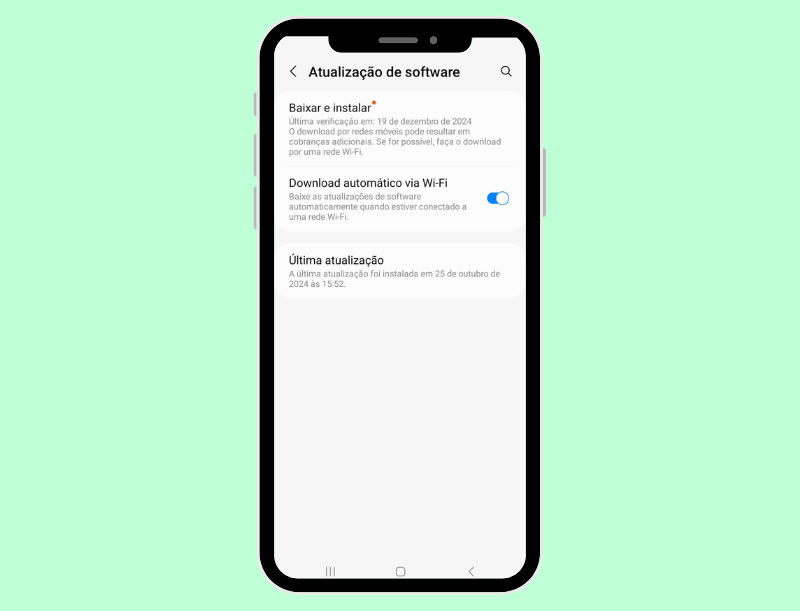 Atualização de software
Baixar e instalar
Última verificação em: 19 de dezembro de 2024
O download por redes móveis pode resultar em
cobranças adicionais. Se for possível, faça o download
por uma rede Wi-Fi.
Download automático via Wi-Fi
Baixe as atualizações de software
automaticamente quando estiver conectado a
uma rede Wi-Fi.
Última atualização
A última atualização foi instalada em 25 de outubro de
2024 às 15:52.